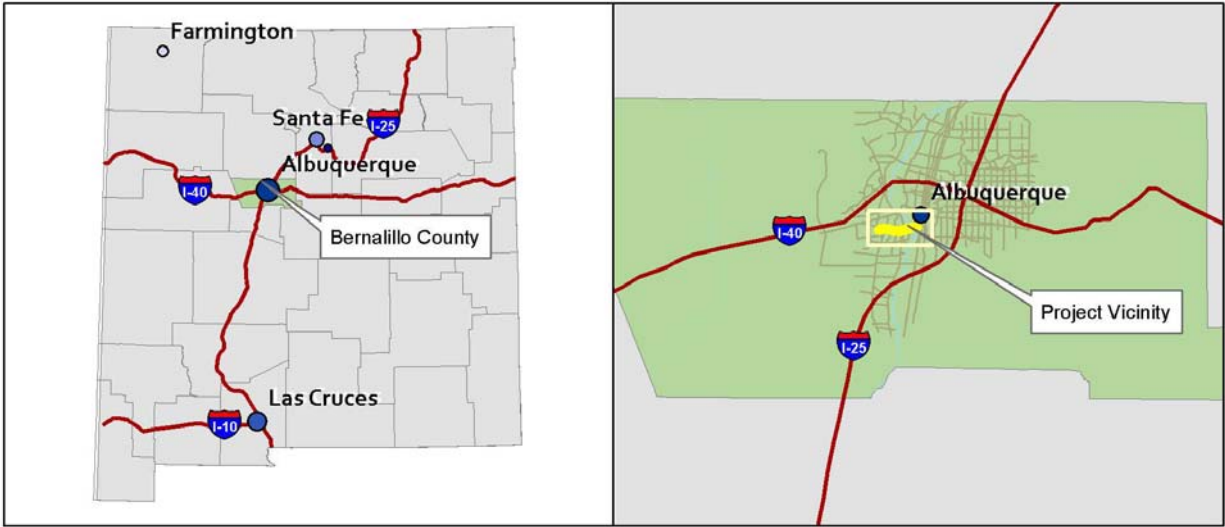 Farmington
Santa Fe
I-25
Albuquerque
I-40
Bernalillo County
Las Cruces
I-10
Albuquerque
I-40
Project Vicinity
I-25